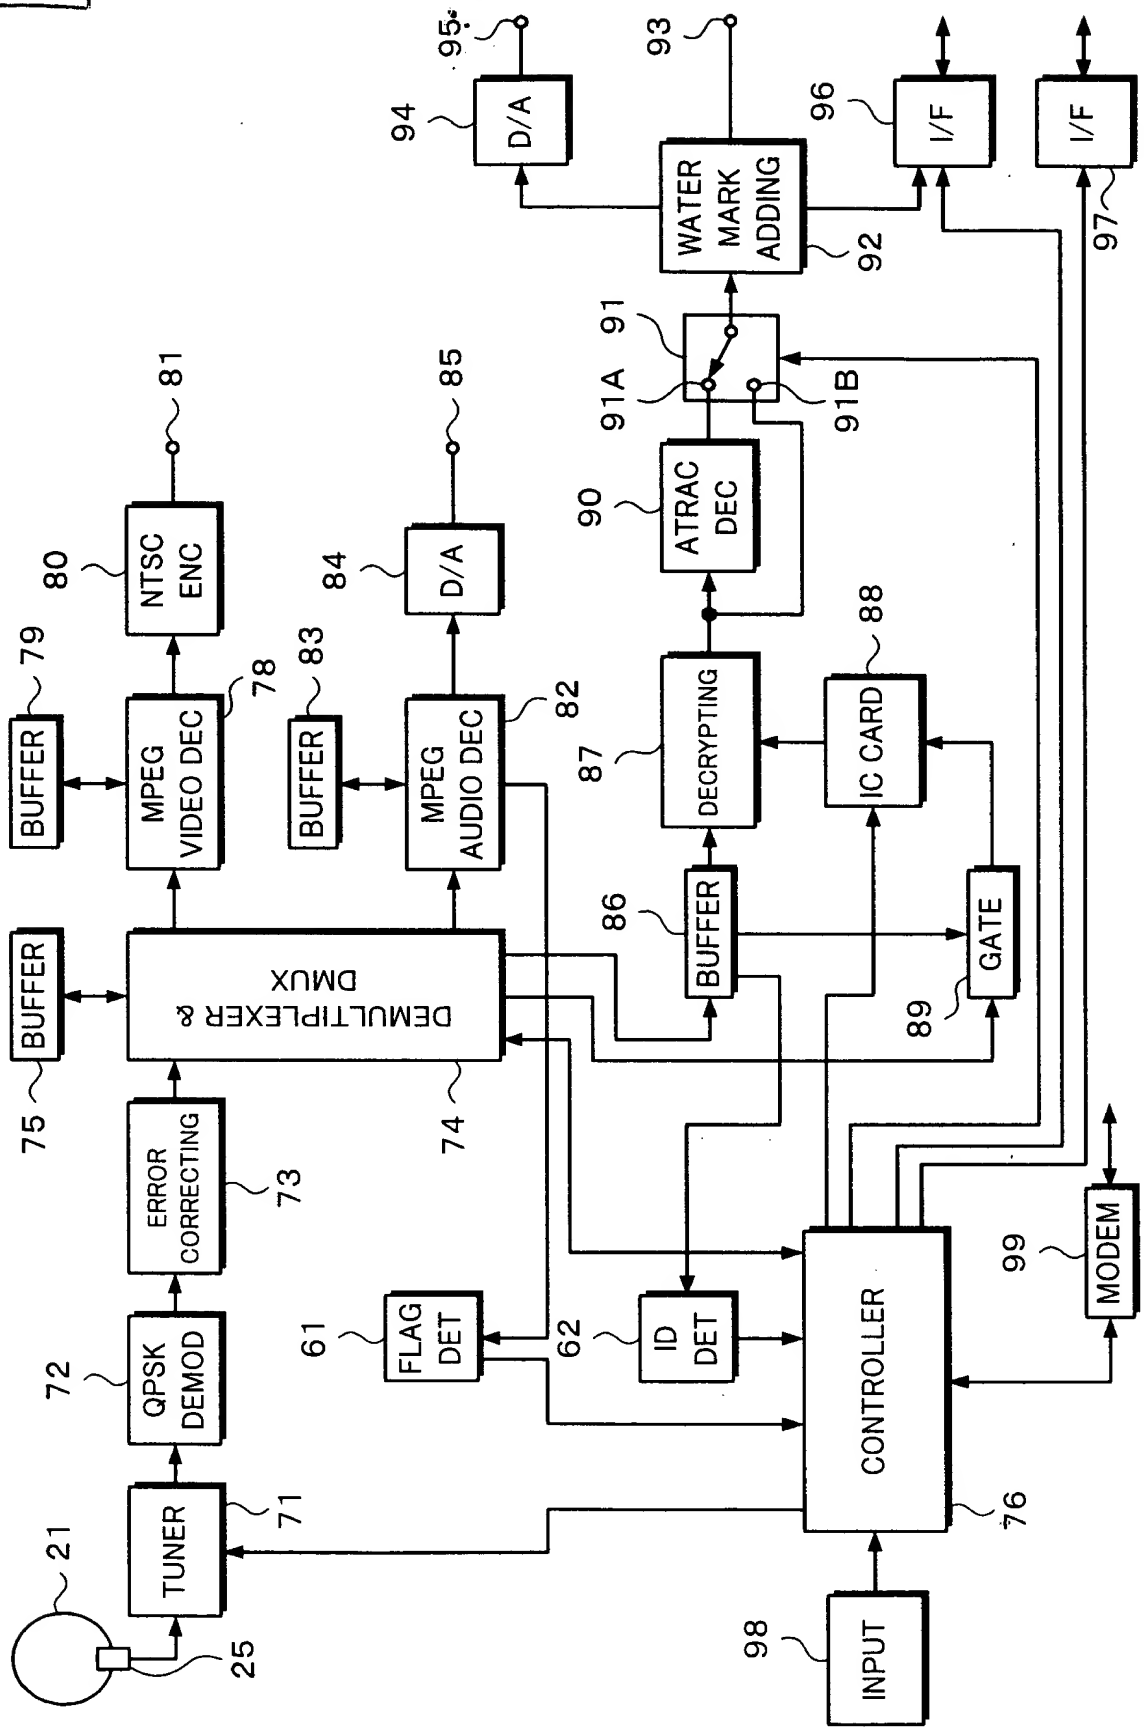 21
25
TUNER
71
QPSK
DEMOD
72
ERROR
CORRECTING
73
BUFFER
75
DEMULTIPLEXER &
DMUX
74
BUFFER
79
MPEG
VIDEO DEC
78
NTSC
ENC
80
81
BUFFER
83
MPEG
AUDIO DEC
82
D/A
84
85
FLAG
DET
61
ID
DET
62
BUFFER
86
DECRYPTING
87
IC CARD
88
GATE
89
ATRAC
DEC
90
91
91A
91B
WATER
MARK
ADDING
92
93
D/A
94
95
I/F
96
I/F
97
INPUT
98
CONTROLLER
76
MODEM
99